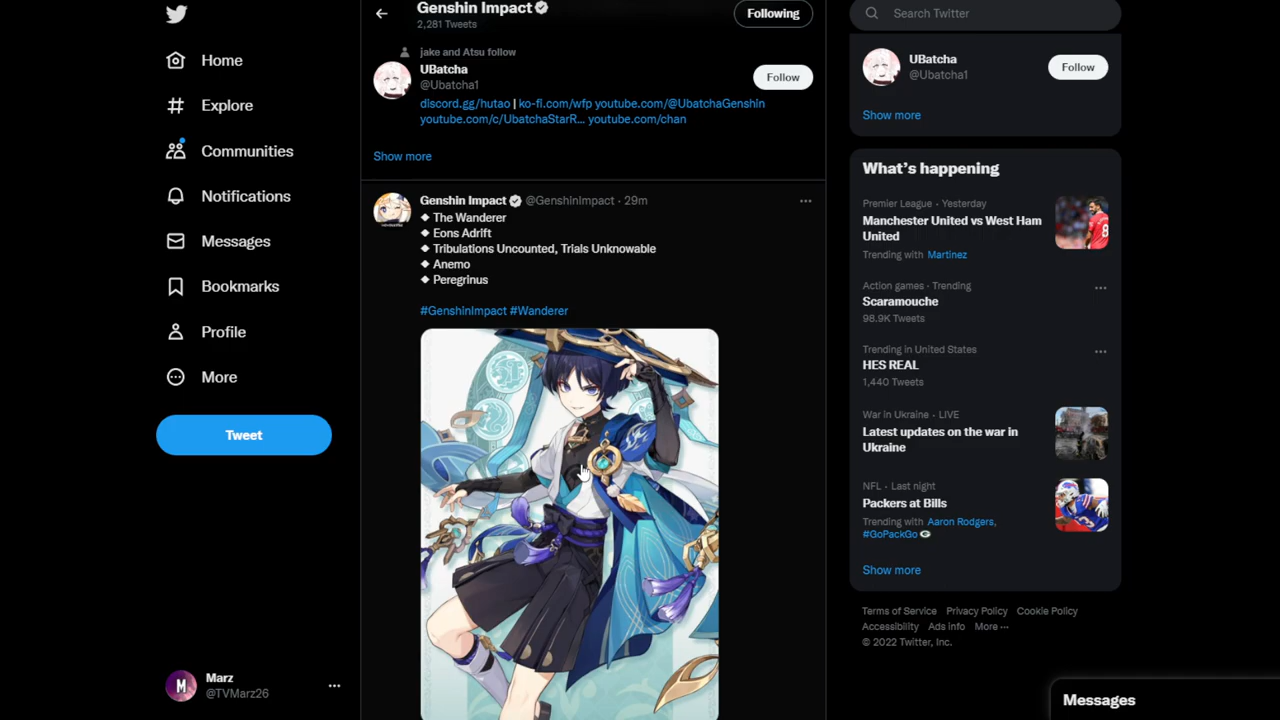 Home
Explore
Communities
Notifications
Messages
Bookmarks
Profile
More
Tweet
Marz
@TVMarz26
Genshin Impact
2,281 Tweets
Following
jake and Atsu follow
UBatcha
@Ubatcha1
Follow
discord.gg/hutao | ko-fi.com/wfp youtube.com/@UbatchaGenshin
youtube.com/c/UbatchaStarR... youtube.com/chan
Show more
Genshin Impact @GenshinImpact · 29m
◆ The Wanderer
◆ Eons Adrift
◆ Tribulations Uncounted, Trials Unknowable
◆ Anemo
◆ Peregrinus
#GenshinImpact #Wanderer
Search Twitter
UBatcha
@Ubatcha1
Follow
Show more
What's happening
Premier League · Yesterday
Manchester United vs West Ham
United
Trending with Martinez
Action games · Trending
Scaramouche
98.9K Tweets
Trending in United States
HES REAL
1,440 Tweets
War in Ukraine · LIVE
Latest updates on the war in
Ukraine
NFL · Last night
Packers at Bills
Trending with Aaron Rodgers,
#GoPackGo
Show more
Terms of Service Privacy Policy Cookie Policy
Accessibility Ads info More ···
© 2022 Twitter, Inc.
Messages